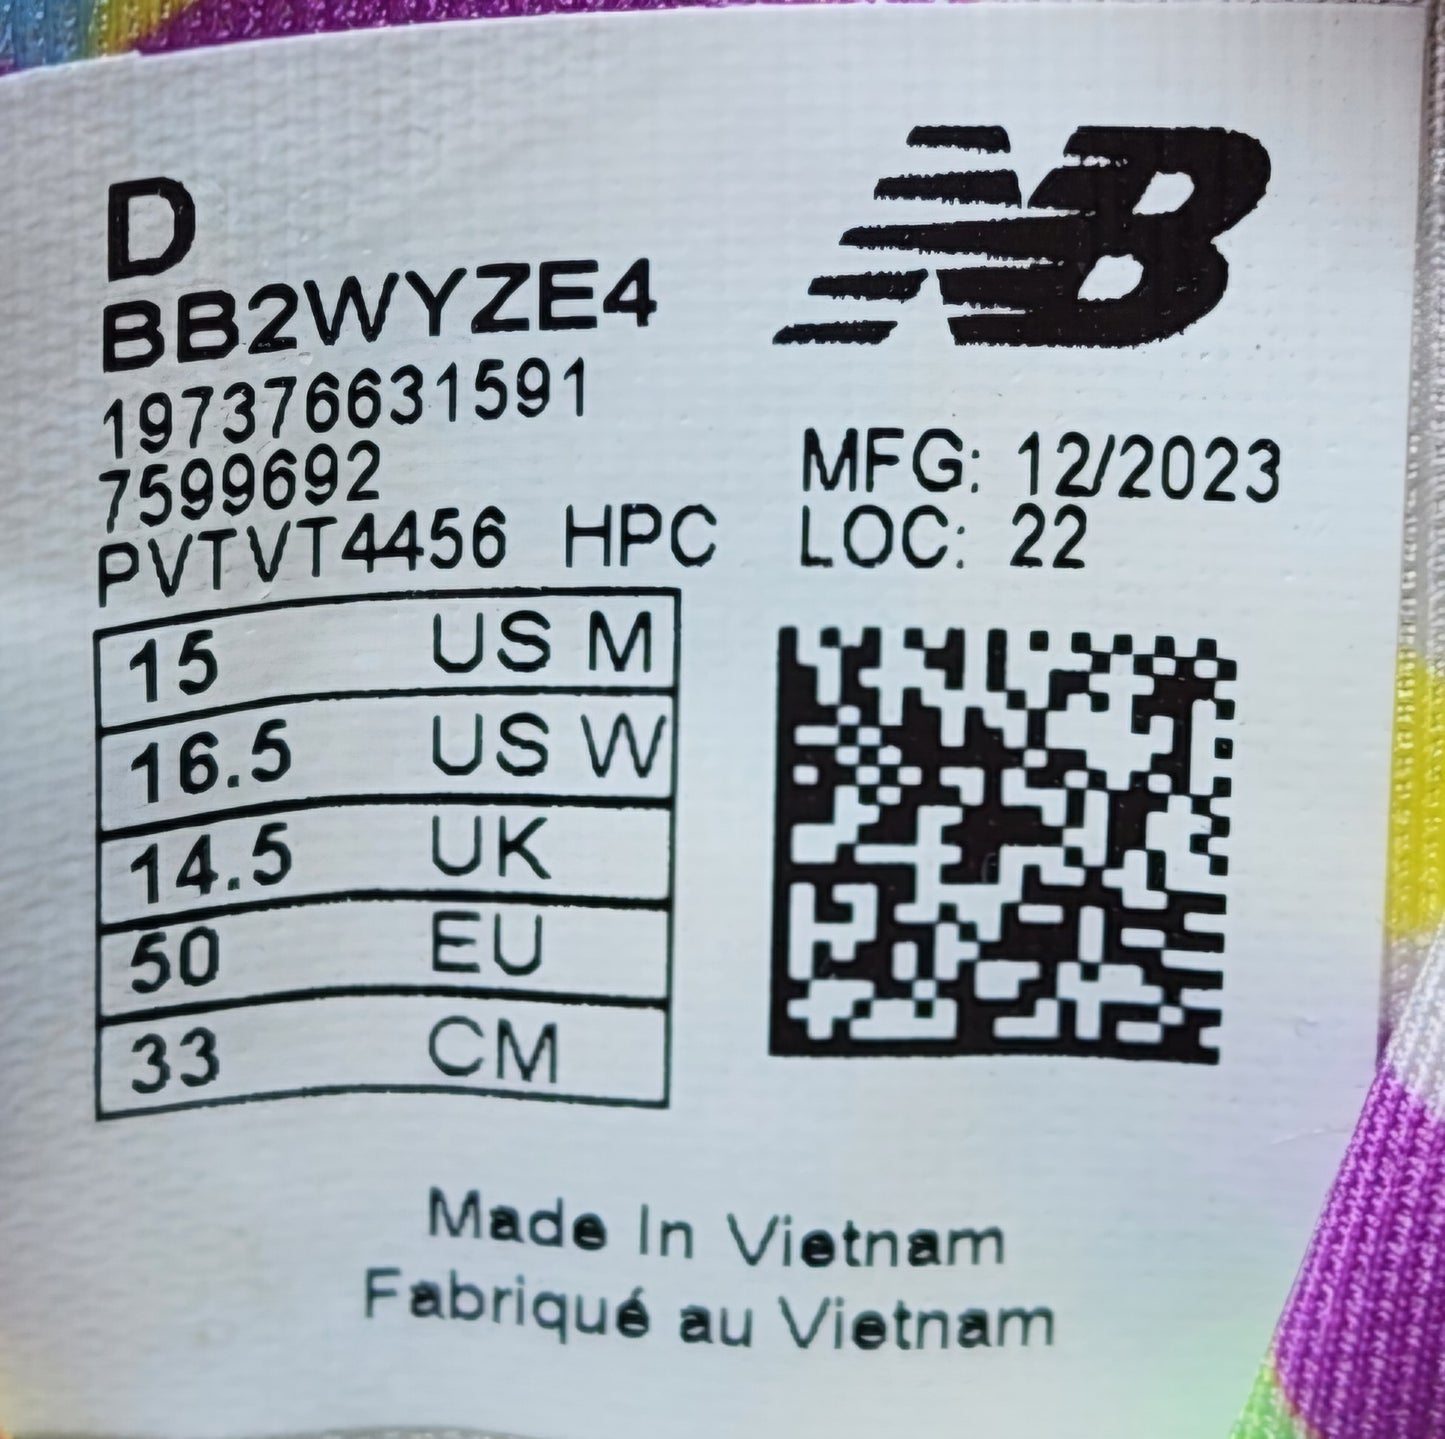 NB
D
BB2WYZE4
197376631591
7599692
PVTVT4456 HPC
MFG: 12/2023
LOC: 22
15 US M
16.5 US W
14.5 UK
50 EU
33 CM
Made In Vietnam
Fabriqué au Vietnam